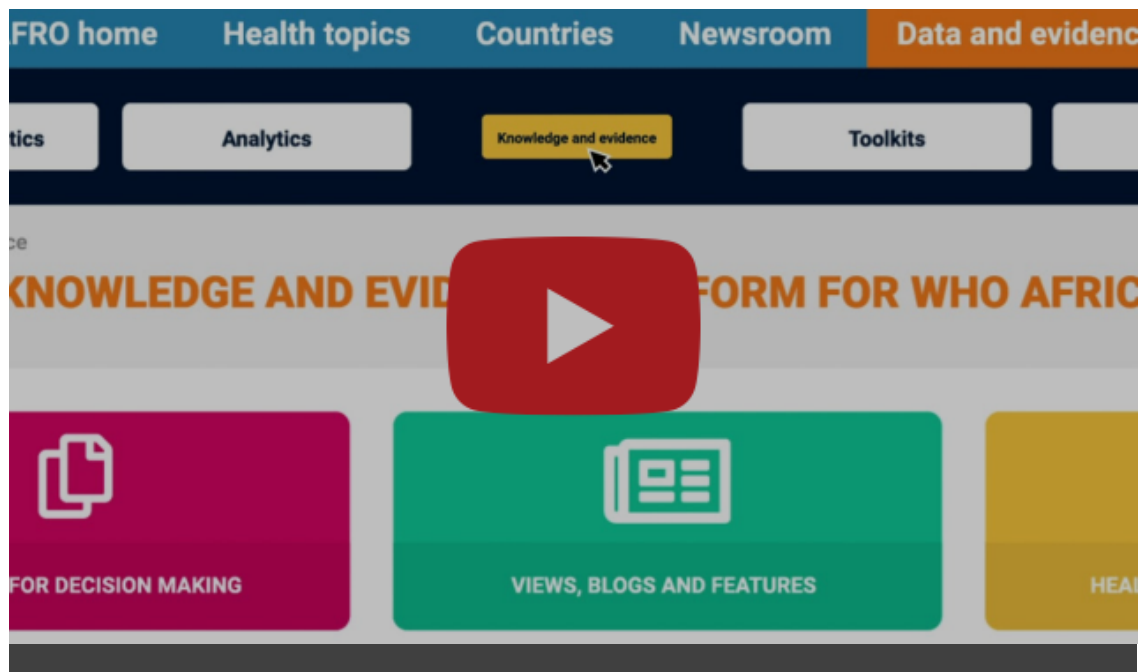 FRO home Health topics Countries Newsroom Data and evidenc
tics Analytics Knowledge and evidence Toolkits
ce
KNOWLEDGE AND EVID FORM FOR WHO AFRIC
FOR DECISION MAKING VIEWS, BLOGS AND FEATURES HEAL